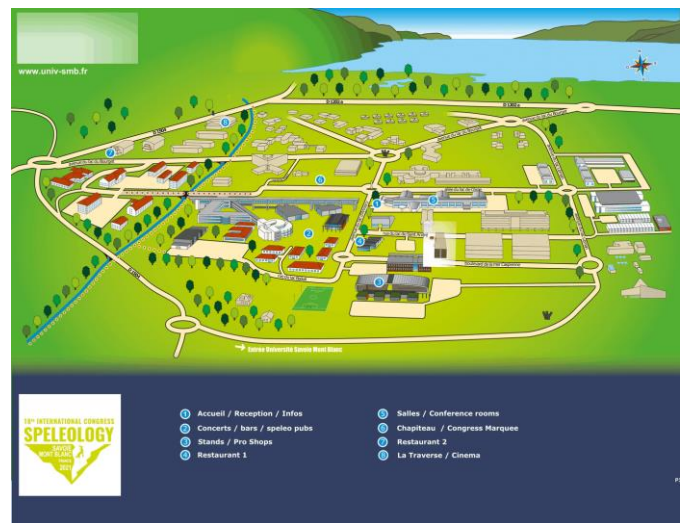 www.univ-smb.fr
Entrée Université Savoie Mont Blanc
18TH INTERNATIONAL CONGRESS
SPELEOLOGY
SAVOIE
MONT BLANC
2021
1 Accueil / Reception / Infos
2 Concerts / bars / speleo pubs
3 Stands / Pro Shops
4 Restaurant 1
5 Salles / Conference rooms
6 Chapiteau / Congress Marquee
7 Restaurant 2
8 La Traverse / Cinema